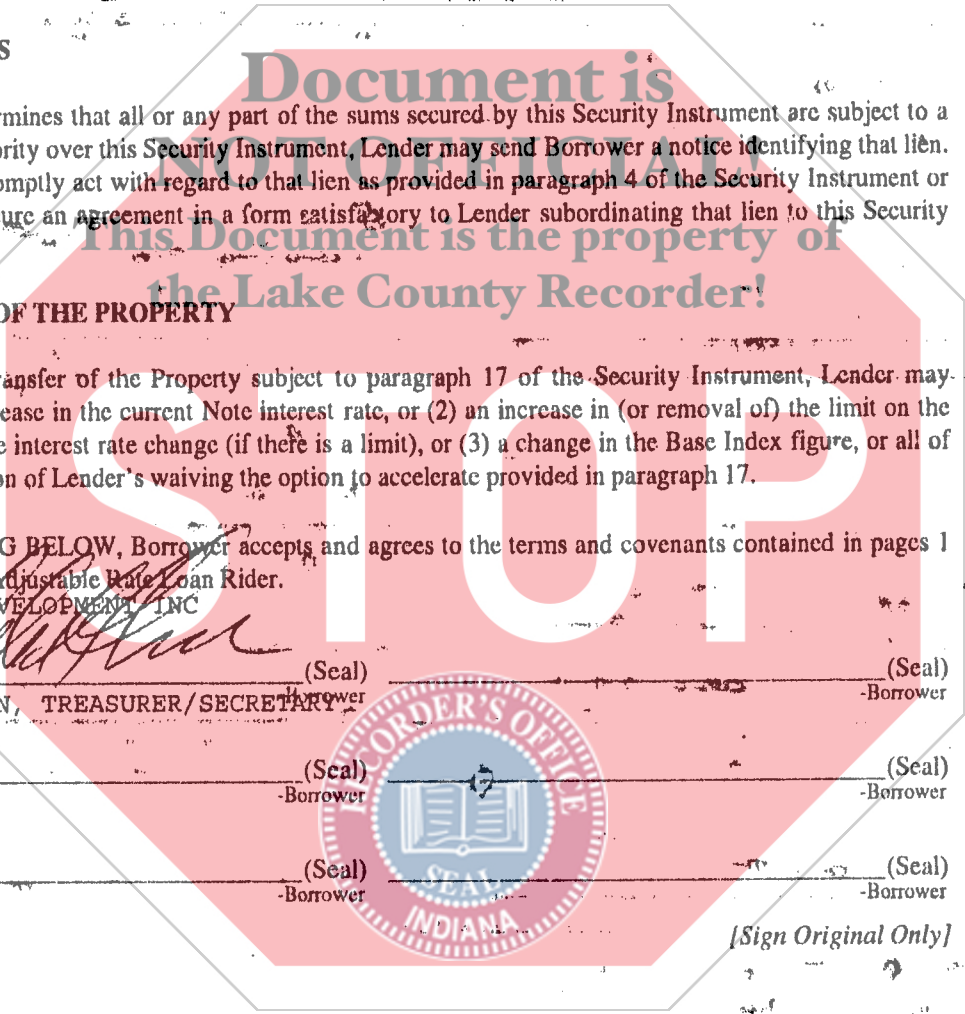 S
Document is
rmines that all or any part of the sums secured by this Security Instrument are subject to a
ority over this Security Instrument, Lender may send Borrower a notice identifying that lien.
NOT OFFICIAL!
omptly act with regard to that lien as provided in paragraph 4 of the Security Instrument or
ure an agreement in a form satisfactory to Lender subordinating that lien to this Security
This Document is the property of
the Lake County Recorder!
OF THE PROPERTY
ransfer of the Property subject to paragraph 17 of the Security Instrument, Lender may
ease in the current Note interest rate, or (2) an increase in (or removal of) the limit on the
e interest rate change (if there is a limit), or (3) a change in the Base Index figure, or all of
on of Lender's waiving the option to accelerate provided in paragraph 17.
STOP
G BELOW, Borrower accepts and agrees to the terms and covenants contained in pages 1
Adjustable Rate Loan Rider.
VELOPMENT INC
(Seal) (Seal)
N, TREASURER/SECRETARY -Borrower -Borrower
RECORDER'S OFFICE
(Seal) (Seal)
-Borrower -Borrower
(Seal) (Seal)
-Borrower -Borrower
SEAL
INDIANA
[Sign Original Only]